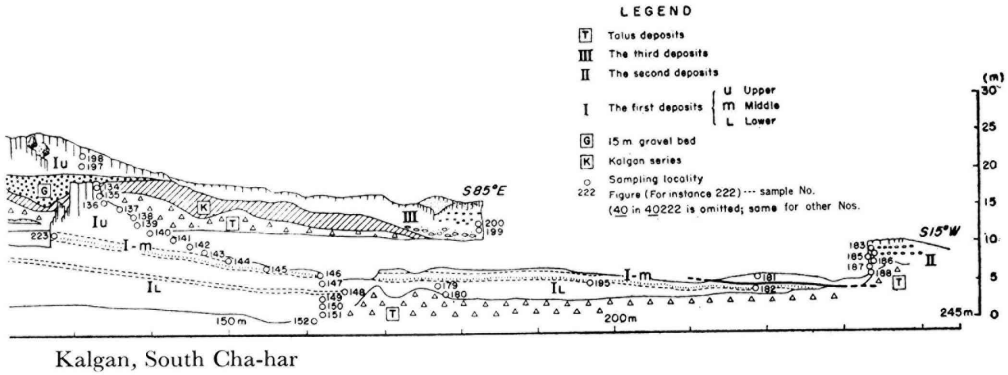 LEGEND
T Talus deposits
III The third deposits
II The second deposits
I The first deposits { U Upper
m Middle
L Lower
G 15 m gravel bed
K Kalgan series
○ Sampling locality
222 Figure (For instance 222) --- sample No.
(40 in 40222 is omitted; same for other Nos.
(m)
30
25
20
15
10
5
0
S85°E
S15°W
Iu
198
197
G
134
135
136
137
138
139
140
141
142
143
144
145
146
147
148
149
150
151
152
K
T
III
200
199
Iu
223
I-m
IL
179
180
195
I-m
IL
181
182
183
185
186
187
188
II
T
T
150m
200m
245m
Kalgan, South Cha-har